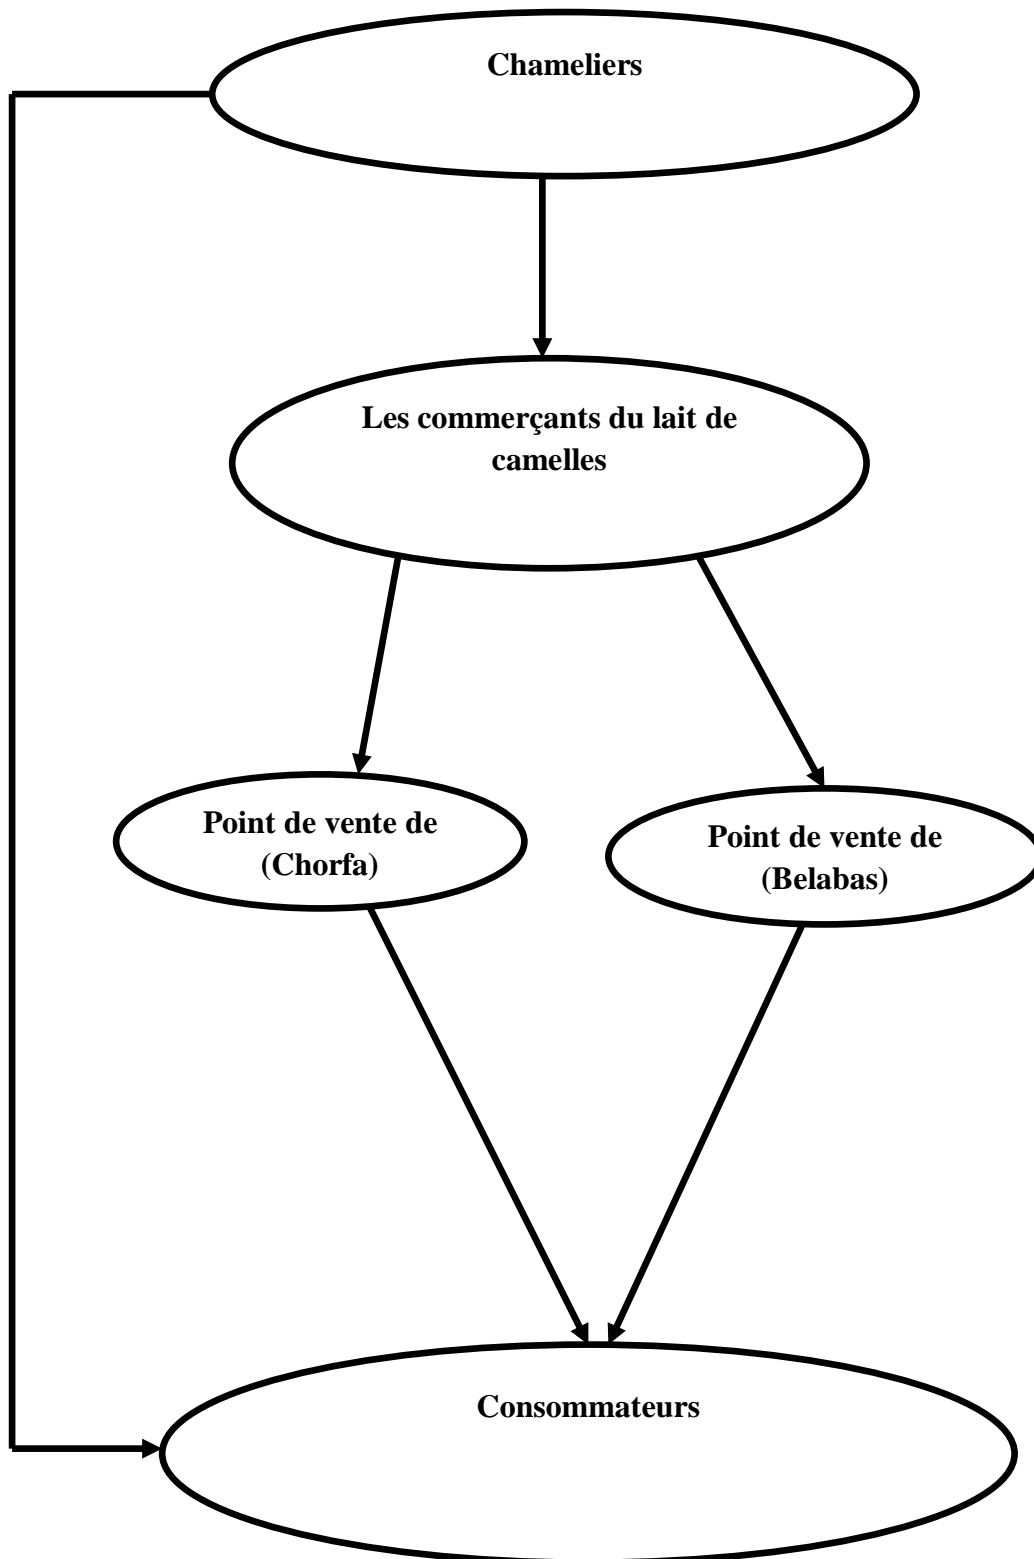 Chameliers
Les commerçants du lait de
camelles
Point de vente de
(Chorfa)
Point de vente de
(Belabas)
Consommateurs